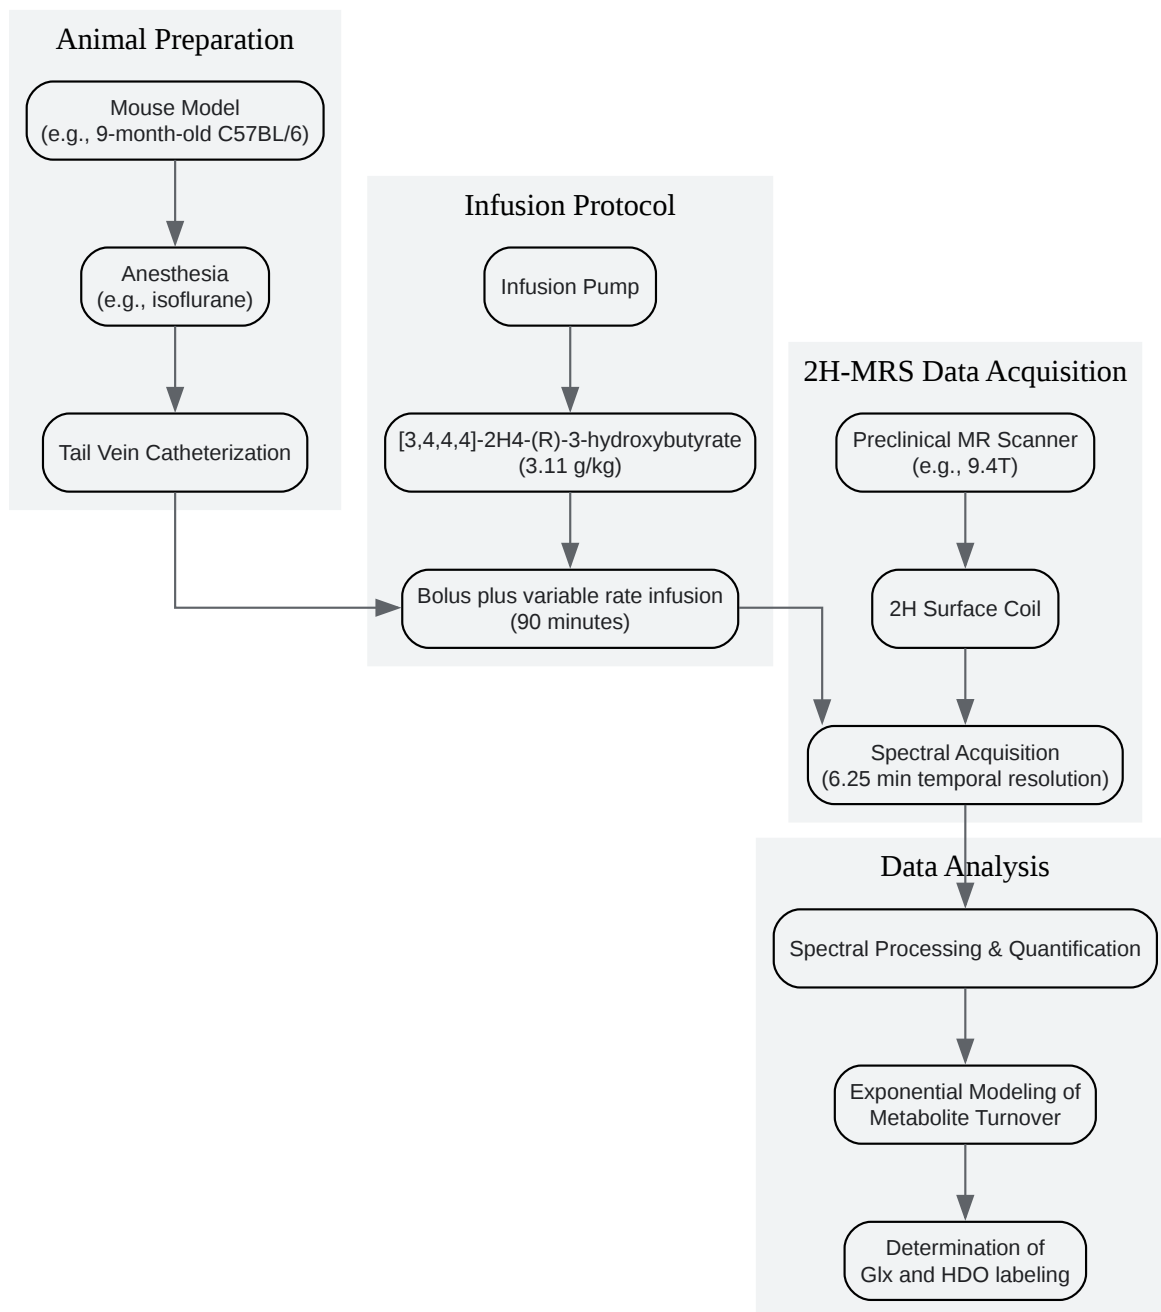 Animal Preparation
Mouse Model
(e.g., 9-month-old C57BL/6)
Anesthesia
(e.g., isoflurane)
Tail Vein Catheterization
Infusion Protocol
Infusion Pump
[3,4,4,4]-2H4-(R)-3-hydroxybutyrate
(3.11 g/kg)
Bolus plus variable rate infusion
(90 minutes)
2H-MRS Data Acquisition
Preclinical MR Scanner
(e.g., 9.4T)
2H Surface Coil
Spectral Acquisition
(6.25 min temporal resolution)
Data Analysis
Spectral Processing & Quantification
Exponential Modeling of
Metabolite Turnover
Determination of
Glx and HDO labeling